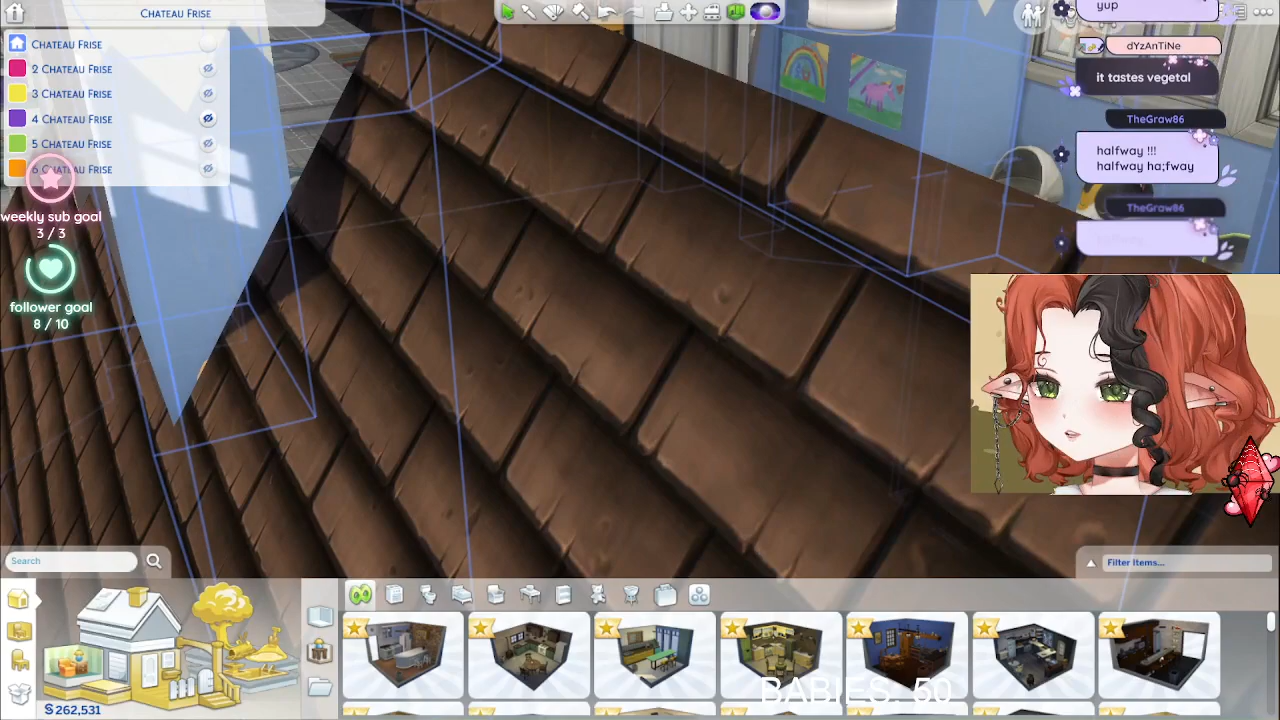 CHATEAU FRISE
CHATEAU FRISE
2 CHATEAU FRISE
3 CHATEAU FRISE
4 CHATEAU FRISE
5 CHATEAU FRISE
6 CHATEAU FRISE
weekly sub goal
3 / 3
follower goal
8 / 10
yup
dYzAnTiNe
it tastes vegetal
TheGraw86
halfway !!!
halfway ha;fway
TheGraw86
Search
Filter Items...
§262,531
BABIES: 50